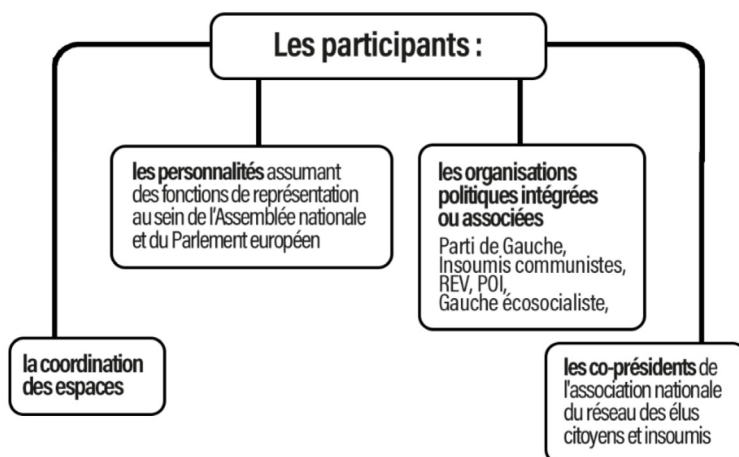 Les participants :
les personnalités assumant
des fonctions de représentation
au sein de l'Assemblée nationale
et du Parlement européen
les organisations
politiques intégrées
ou associées
Parti de Gauche,
Insoumis communistes,
REV, POI,
Gauche écosocialiste,
la coordination
des espaces
les co-présidents de
l'association nationale
du réseau des élus
citoyens et insoumis